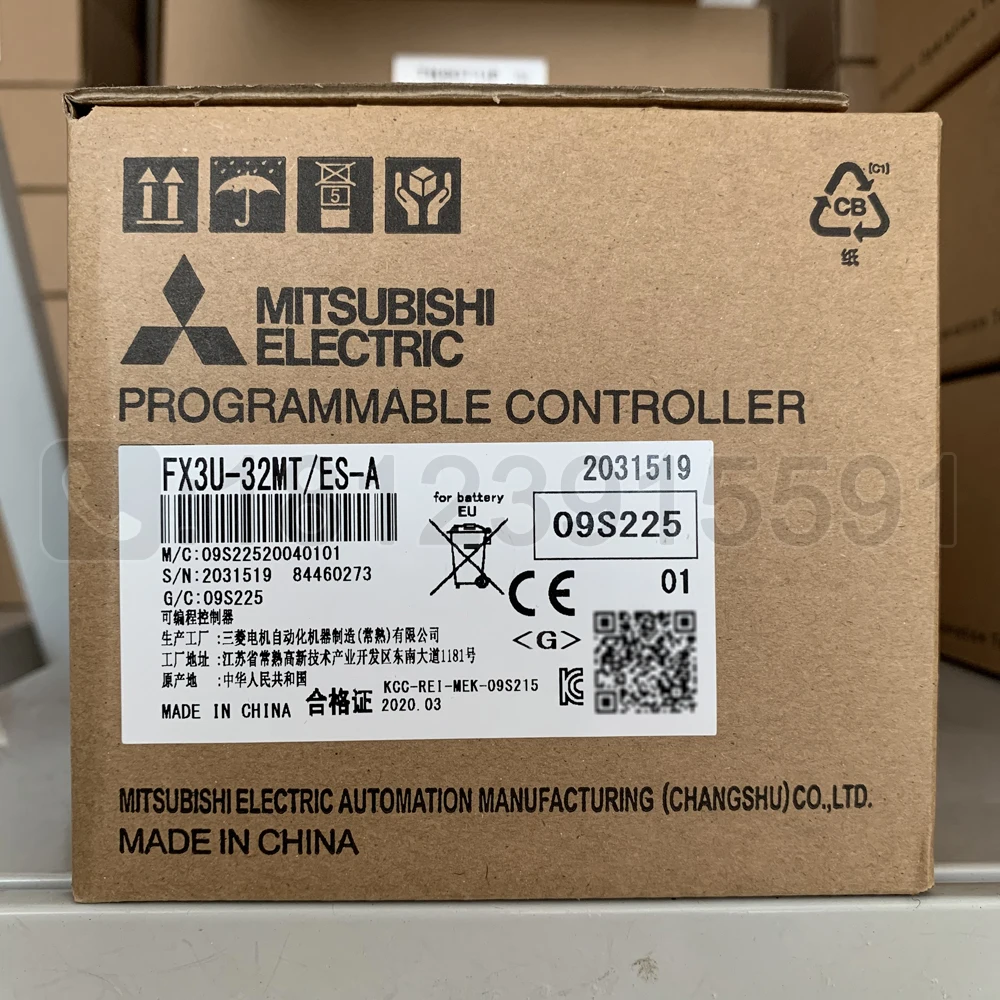 5
[C1]
CB
纸
MITSUBISHI
ELECTRIC
PROGRAMMABLE CONTROLLER
FX3U-32MT/ES-A
2031519
for battery
EU
09S225
M/C:09S22520040101
S/N:2031519 84460273
01
G/C:09S225
CE
可编程控制器
生产工厂 :三菱电机自动化机器制造(常熟)有限公司
<G>
工厂地址 :江苏省常熟高新技术产业开发区东南大道1181号
原产地 :中华人民共和国
MADE IN CHINA 合格证 KCC-REI-MEK-09S215
2020.03
MITSUBISHI ELECTRIC AUTOMATION MANUFACTURING (CHANGSHU) CO.,LTD.
MADE IN CHINA